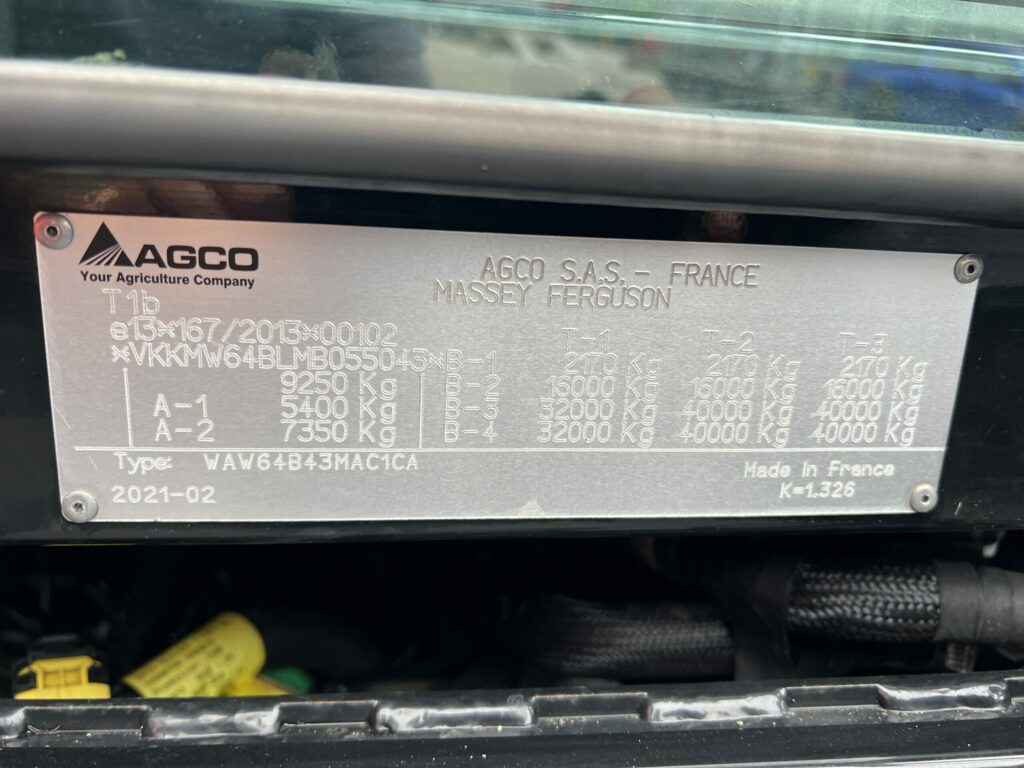 AGCO
Your Agriculture Company
AGCO S.A.S. - FRANCE
MASSEY FERGUSON
T1b
e13*167/2013*00102
*VKKMW64BLMB055043*
9250 Kg
A-1 5400 Kg
A-2 7350 Kg
T-1 T-2 T-3
B-1 2170 Kg 2170 Kg 2170 Kg
B-2 16000 Kg 16000 Kg 16000 Kg
B-3 32000 Kg 40000 Kg 40000 Kg
B-4 32000 Kg 40000 Kg 40000 Kg
Type: WAW64B43MAC1CA
2021-02
Made in France
K=1.326